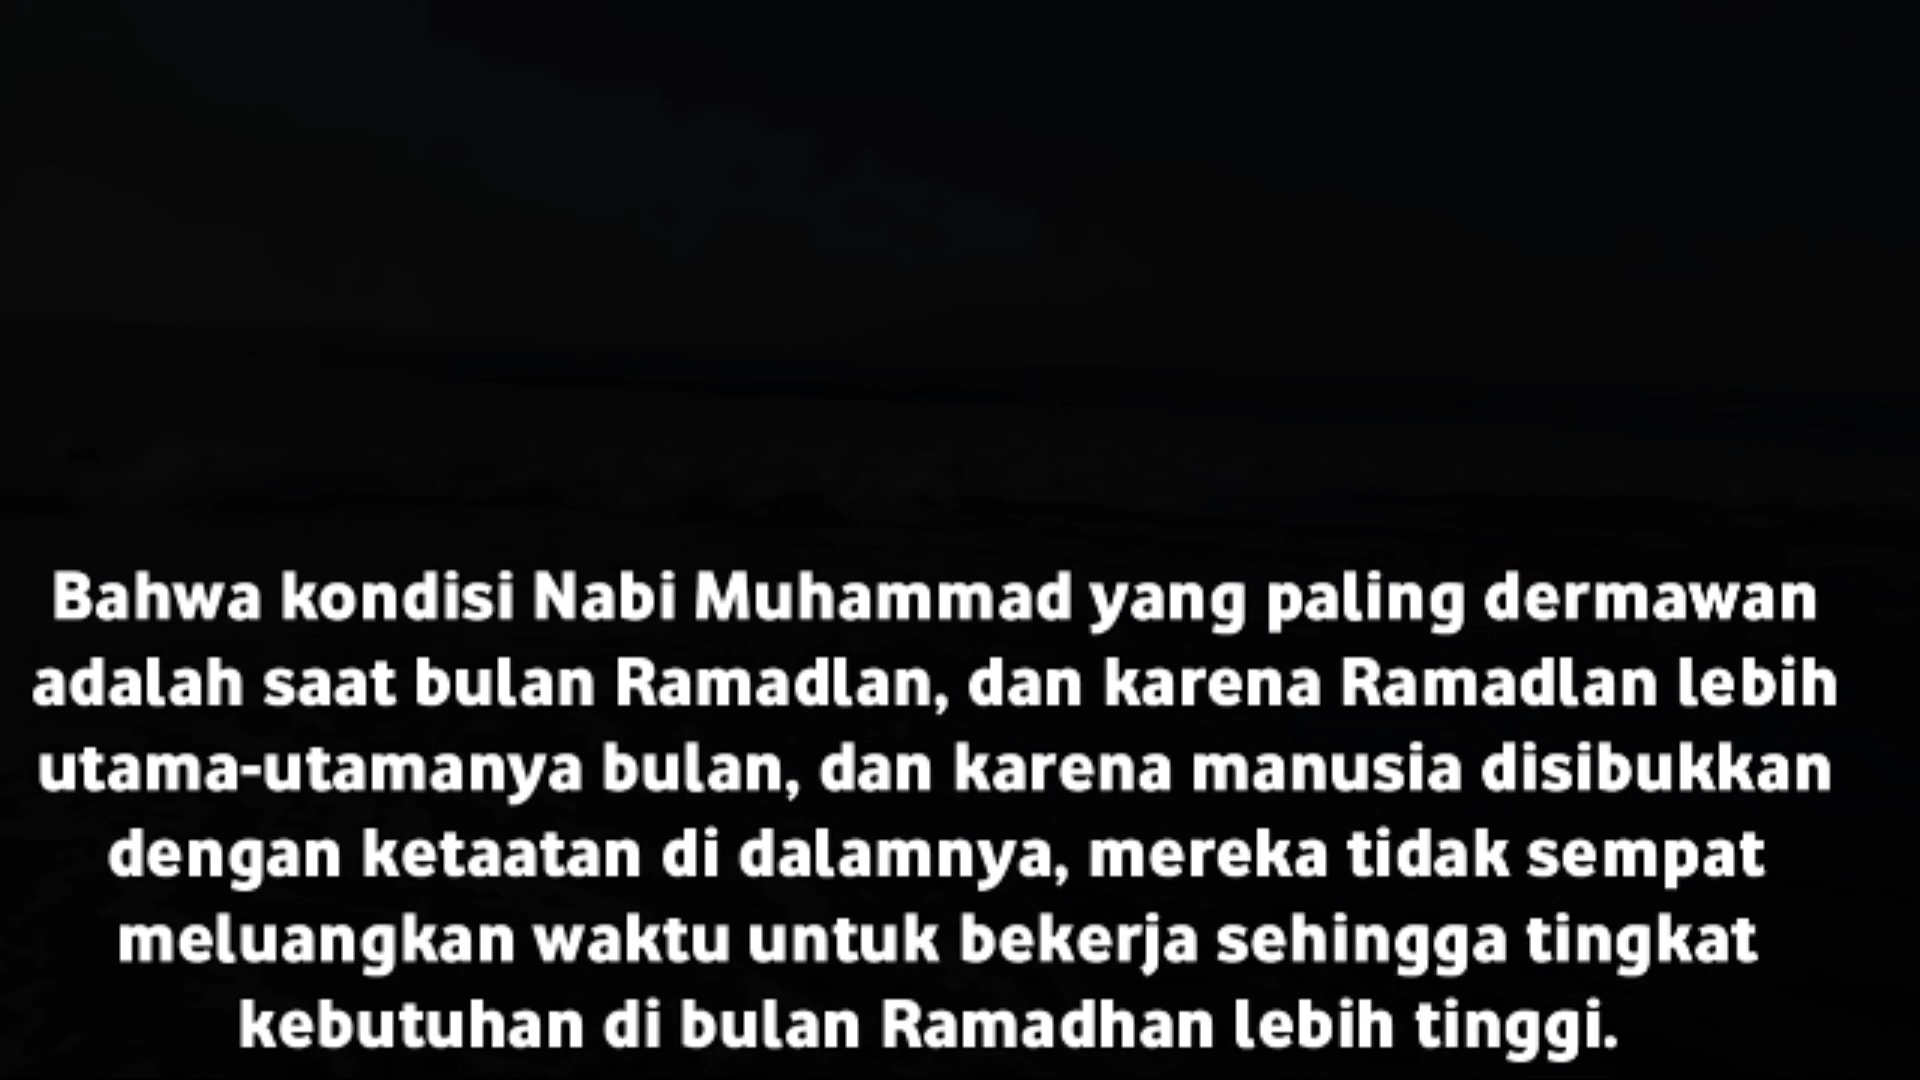 Bahwa kondisi Nabi Muhammad yang paling dermawan
adalah saat bulan Ramadlan, dan karena Ramadlan lebih
utama-utamanya bulan, dan karena manusia disibukkan
dengan ketaatan di dalamnya, mereka tidak sempat
meluangkan waktu untuk bekerja sehingga tingkat
kebutuhan di bulan Ramadhan lebih tinggi.